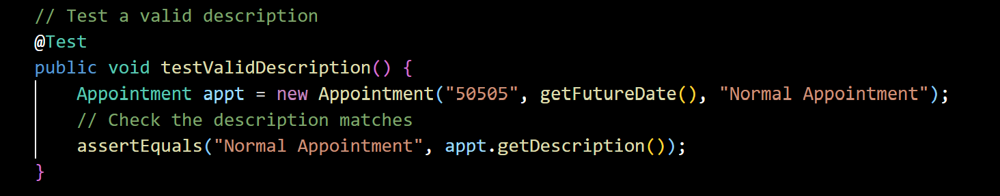 // Test a valid description
@Test
public void testValidDescription() {
    Appointment appt = new Appointment("50505", getFutureDate(), "Normal Appointment");
    // Check the description matches
    assertEquals("Normal Appointment", appt.getDescription());
}